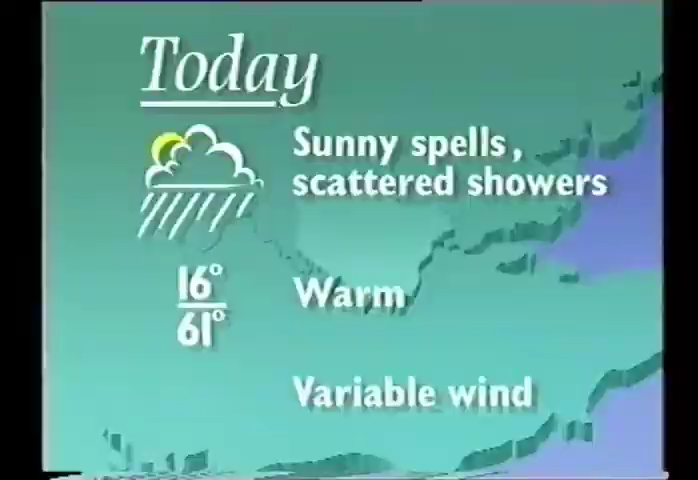 Today
Sunny spells,
scattered showers
16°
61°
Warm
Variable wind